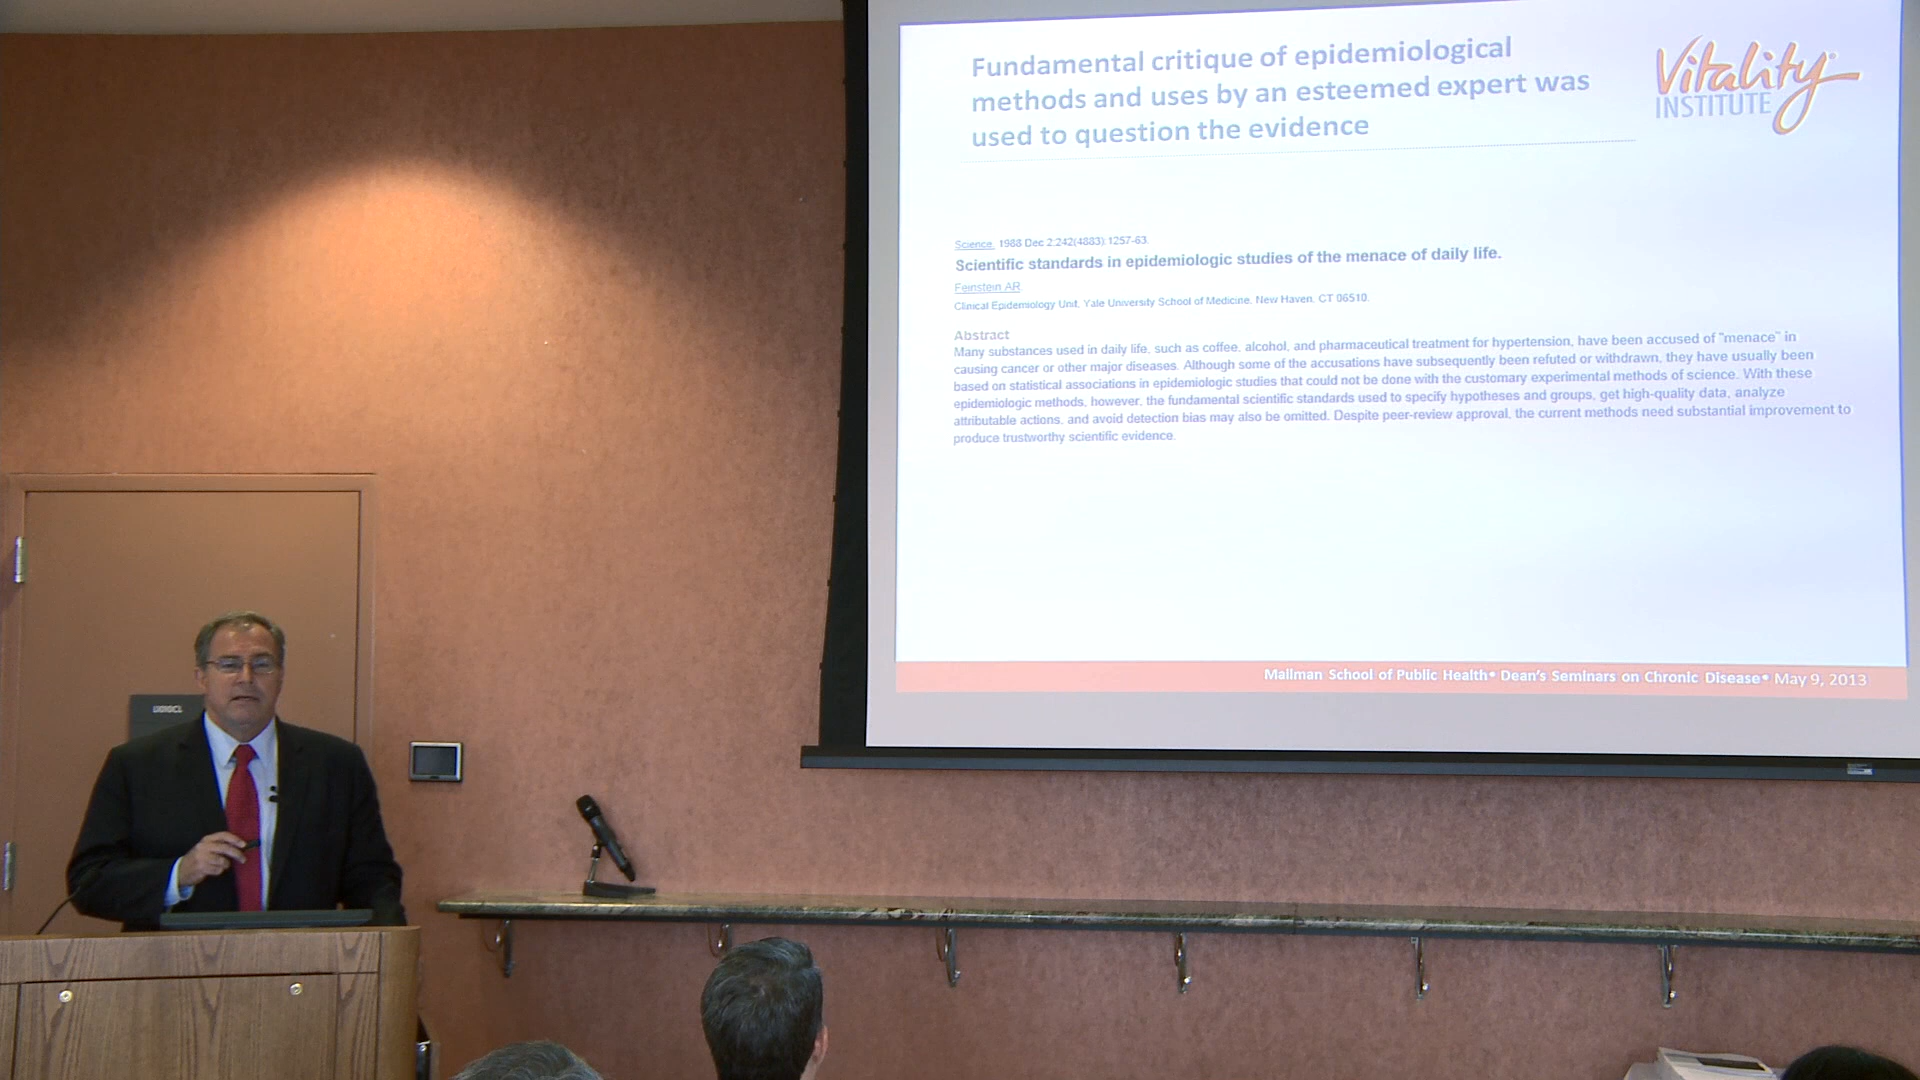 Fundamental critique of epidemiological
methods and uses by an esteemed expert was
used to question the evidence
Vitality
INSTITUTE
Science. 1988 Dec 2;242(4883):1257-63.
Scientific standards in epidemiologic studies of the menace of daily life.
Feinstein AR.
Clinical Epidemiology Unit, Yale University School of Medicine, New Haven, CT 06510.
Abstract
Many substances used in daily life, such as coffee, alcohol, and pharmaceutical treatment for hypertension, have been accused of "menace" in
causing cancer or other major diseases. Although some of the accusations have subsequently been refuted or withdrawn, they have usually been
based on statistical associations in epidemiologic studies that could not be done with the customary experimental methods of science. With these
epidemiologic methods, however, the fundamental scientific standards used to specify hypotheses and groups, get high-quality data, analyze
attributable actions, and avoid detection bias may also be omitted. Despite peer-review approval, the current methods need substantial improvement to
produce trustworthy scientific evidence.
Mailman School of Public Health• Dean's Seminars on Chronic Disease• May 9, 2013